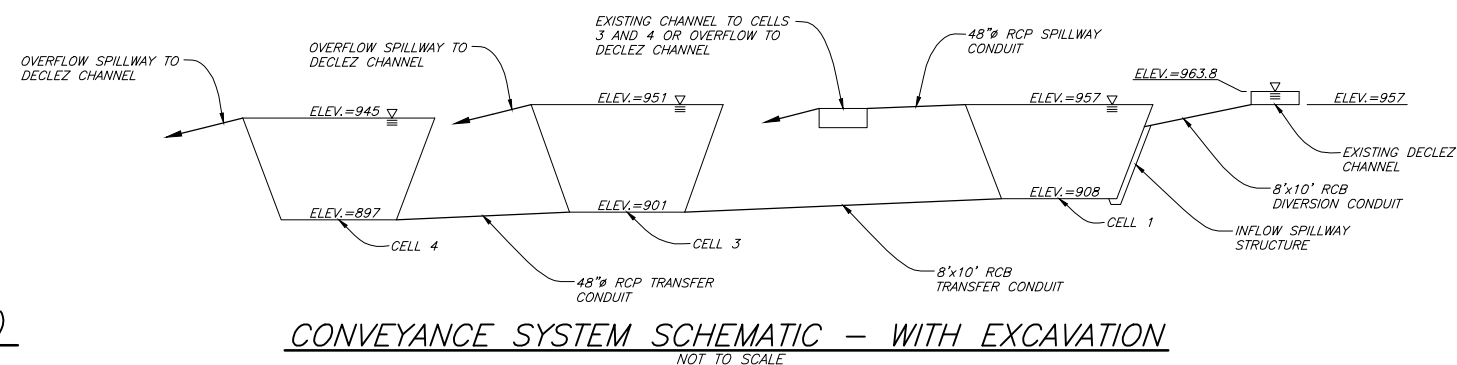 OVERFLOW SPILLWAY TO
DECLEZ CHANNEL
OVERFLOW SPILLWAY TO
DECLEZ CHANNEL
EXISTING CHANNEL TO CELLS
3 AND 4 OR OVERFLOW TO
DECLEZ CHANNEL
48"ø RCP SPILLWAY
CONDUIT
ELEV.=963.8
ELEV.=945
ELEV.=951
ELEV.=957
ELEV.=957
EXISTING DECLEZ
CHANNEL
8'x10' RCB
DIVERSION CONDUIT
INFLOW SPILLWAY
STRUCTURE
ELEV.=897
ELEV.=901
ELEV.=908
CELL 4
CELL 3
CELL 1
48"ø RCP TRANSFER
CONDUIT
8'x10' RCB
TRANSFER CONDUIT
)
CONVEYANCE SYSTEM SCHEMATIC – WITH EXCAVATION
NOT TO SCALE